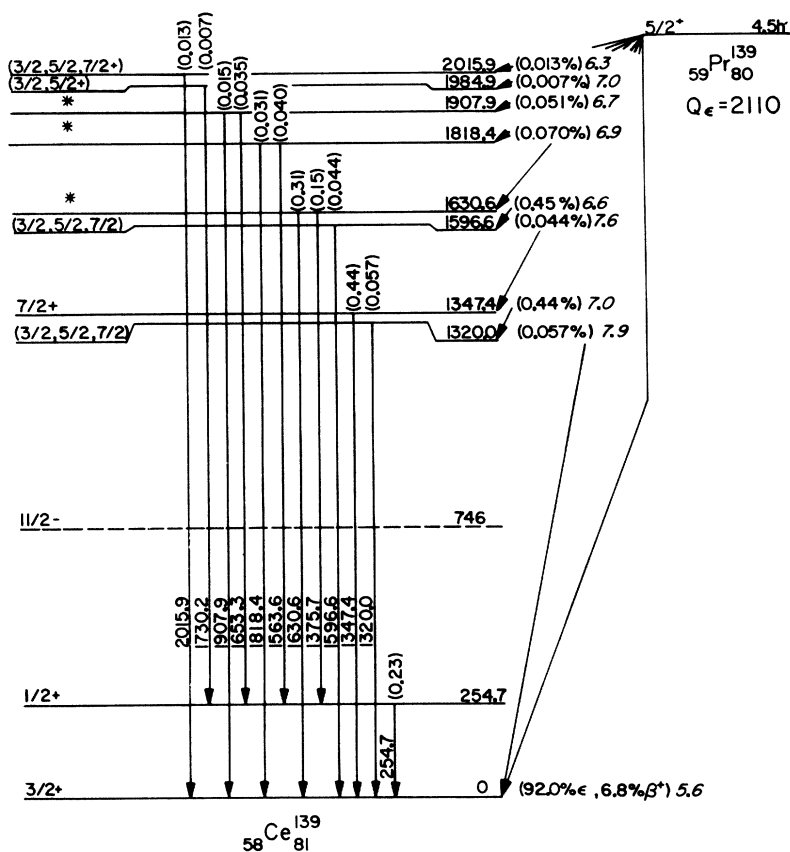 5/2+ 4.5h
(0.013)
(0.007)
(3/2,5/2,7/2+) 2015.9 (0.013%) 6.3
(3/2,5/2+) 1984.9 (0.007%) 7.0
(0.015)
(0.035)
* 1907.9 (0.051%) 6.7
* 1818.4 (0.070%) 6.9
(0.031)
(0.040)
59Pr139 80
Qϵ = 2110
(0.31)
(0.15)
(0.044)
* 1630.6 (0.45%) 6.6
(3/2,5/2,7/2) 1596.6 (0.044%) 7.6
(0.44)
(0.057)
7/2+ 1347.4 (0.44%) 7.0
(3/2,5/2,7/2) 1320.0 (0.057%) 7.9
11/2- 746
2015.9
1730.2
1907.9
1653.3
1818.4
1563.6
1630.6
1375.7
1596.6
1347.4
1320.0
(0.23)
1/2+ 254.7
254.7
3/2+ 0 (92.0%ϵ, 6.8%β+) 5.6
58Ce139 81